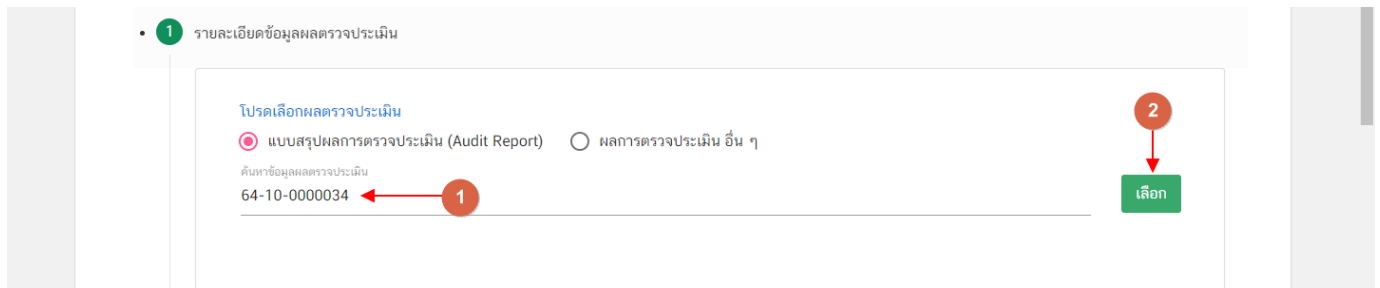 1 รายละเอียดข้อมูลผลตรวจประเมิน
โปรดเลือกผลตรวจประเมิน
2
แบบสรุปผลการตรวจประเมิน (Audit Report) ผลการตรวจประเมิน อื่น ๆ
ค้นหาข้อมูลผลตรวจประเมิน
64-10-0000034 1
เลือก